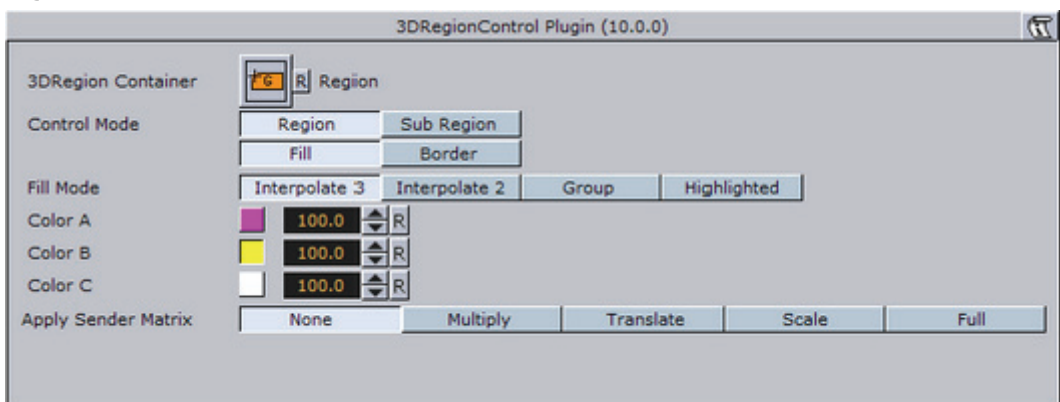 3DRegionControl Plugin (10.0.0)
3DRegion Container G R Region
Control Mode Region Sub Region
Fill Border
Fill Mode Interpolate 3 Interpolate 2 Group Highlighted
Color A 100.0 R
Color B 100.0 R
Color C 100.0 R
Apply Sender Matrix None Multiply Translate Scale Full